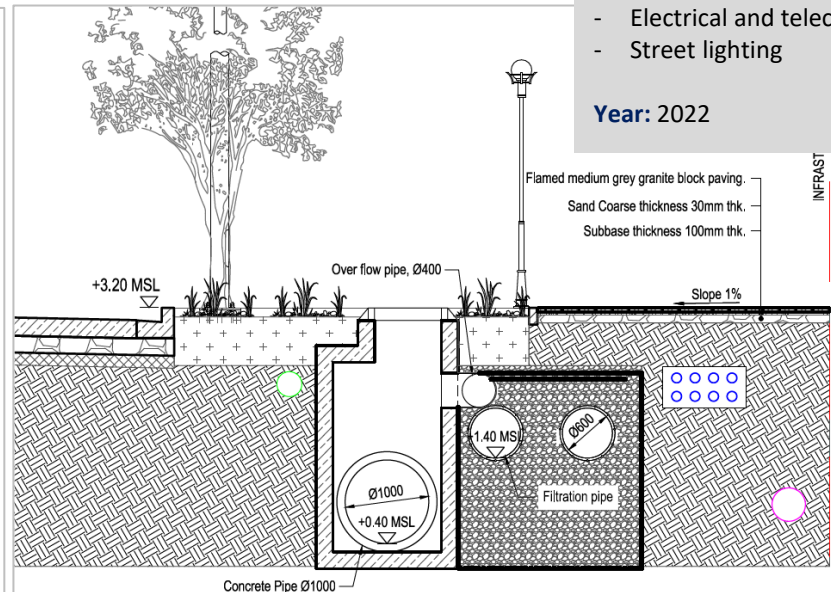 - Electrical and telec
- Street lighting
Year: 2022
INFRAST
Flamed medium grey granite block paving.
Sand Coarse thickness 30mm thk.
Subbase thickness 100mm thk.
Over flow pipe, Ø400
+3.20 MSL
Slope 1%
+1.40 MSL
Ø600
Ø1000
+0.40 MSL
Filtration pipe
Concrete Pipe Ø1000